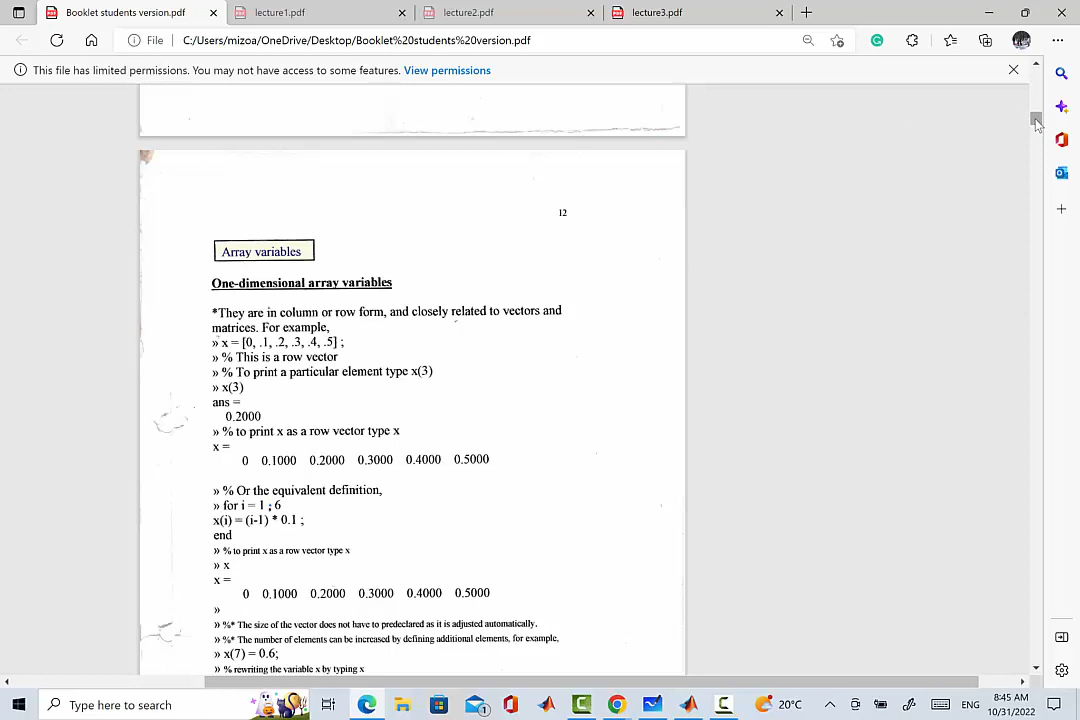 Booklet students version.pdf
lecture1.pdf
lecture2.pdf
lecture3.pdf
File
C:/Users/mizoa/OneDrive/Desktop/Booklet%20students%20version.pdf
This file has limited permissions. You may not have access to some features. View permissions
12
Array variables
One-dimensional array variables
*They are in column or row form, and closely related to vectors and
matrices. For example,
» x = [0, .1, .2, .3, .4, .5] ;
» % This is a row vector
» % To print a particular element type x(3)
» x(3)
ans =
0.2000
» % to print x as a row vector type x
x =
0 0.1000 0.2000 0.3000 0.4000 0.5000
» % Or the equivalent definition,
» for i = 1 ; 6
x(i) = (i-1) * 0.1 ;
end
» % to print x as a row vector type x
» x
x =
0 0.1000 0.2000 0.3000 0.4000 0.5000
»
» %* The size of the vector does not have to predeclared as it is adjusted automatically.
» %* The number of elements can be increased by defining additional elements, for example,
» x(7) = 0.6;
» % rewriting the variable x by typing x
Type here to search
1
20°C
ENG
8:45 AM
10/31/2022